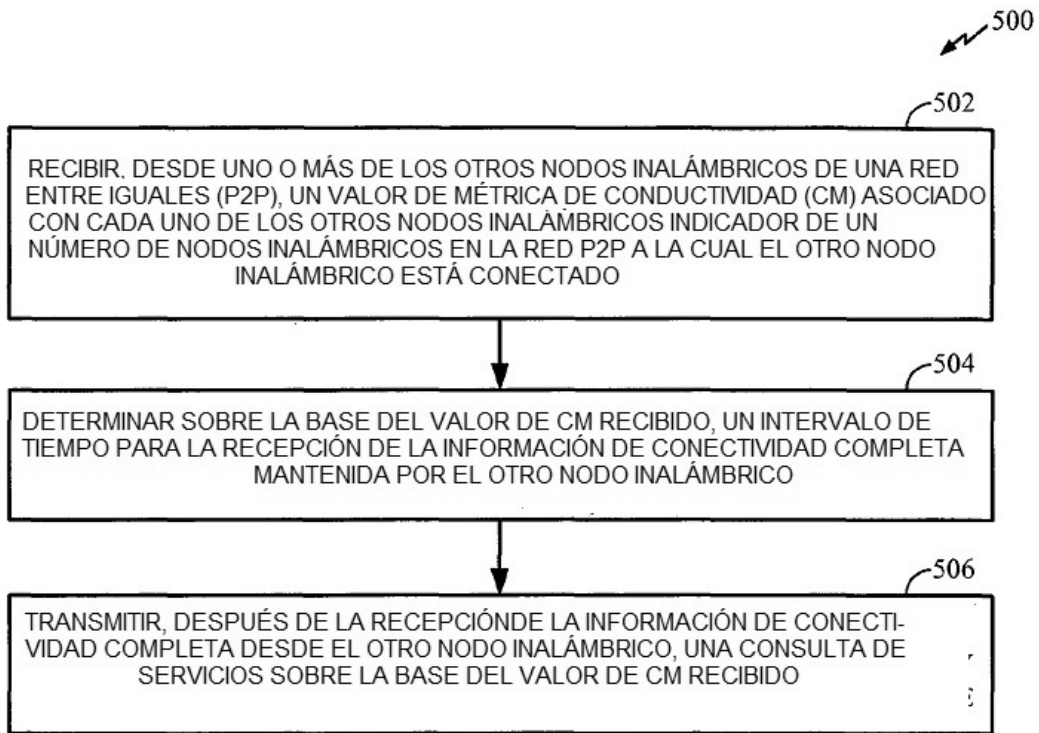 500
502
RECIBIR. DESDE UNO O MÁS DE LOS OTROS NODOS INALÁMBRICOS DE UNA RED
ENTRE IGUALES (P2P), UN VALOR DE MÉTRICA DE CONDUCTIVIDAD (CM) ASOCIADO
CON CADA UNO DE LOS OTROS NODOS INALÁMBRICOS INDICADOR DE UN
NÚMERO DE NODOS INALÁMBRICOS EN LA RED P2P A LA CUAL EL OTRO NODO
INALÁMBRICO ESTÁ CONECTADO
504
DETERMINAR SOBRE LA BASE DEL VALOR DE CM RECIBIDO, UN INTERVALO DE
TIEMPO PARA LA RECEPCIÓN DE LA INFORMACIÓN DE CONECTIVIDAD COMPLETA
MANTENIDA POR EL OTRO NODO INALÁMBRICO
506
TRANSMITIR, DESPUÉS DE LA RECEPCIÓNDE LA INFORMACIÓN DE CONECTI-
VIDAD COMPLETA DESDE EL OTRO NODO INALÁMBRICO, UNA CONSULTA DE
SERVICIOS SOBRE LA BASE DEL VALOR DE CM RECIBIDO